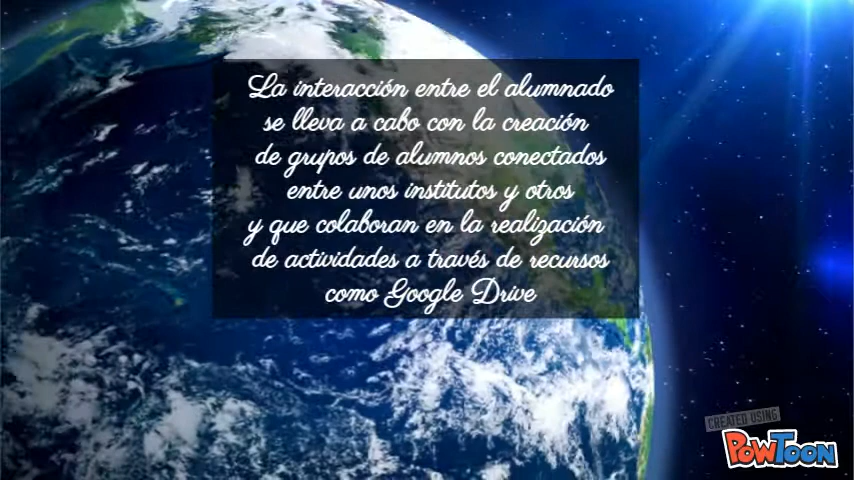 La interacción entre el alumnado
se lleva a cabo con la creación
de grupos de alumnos conectados
entre unos institutos y otros
y que colaboran en la realización
de actividades a través de recursos
como Google Drive
CREATED USING
POWTOON